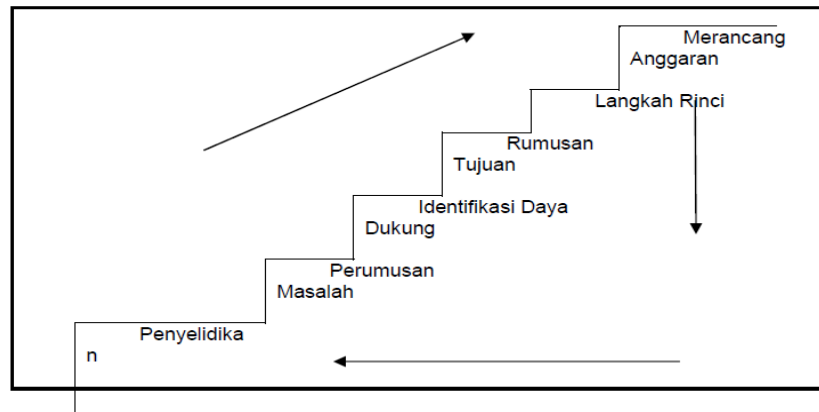 Merancang
Anggaran
Langkah Rinci
Rumusan
Tujuan
Identifikasi Daya
Dukung
Perumusan
Masalah
Penyelidika
n